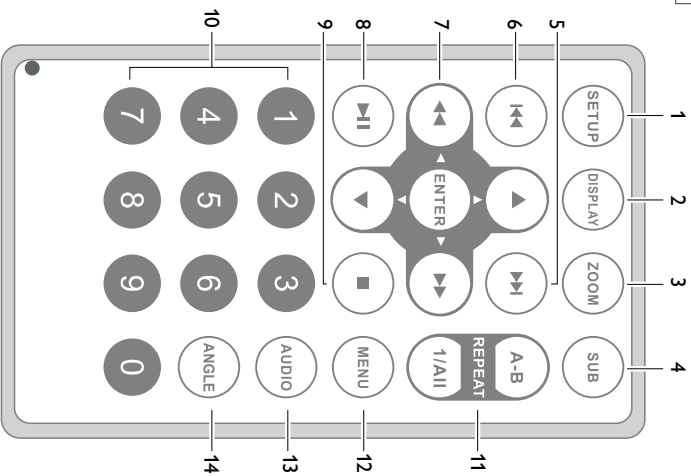 1 2 3 4
SETUP DISPLAY ZOOM SUB
5
6
A-B
REPEAT 11
7 ENTER 1/All
8 MENU 12
9
1 2 3 AUDIO 13
10 4 5 6 ANGLE 14
7 8 9 0